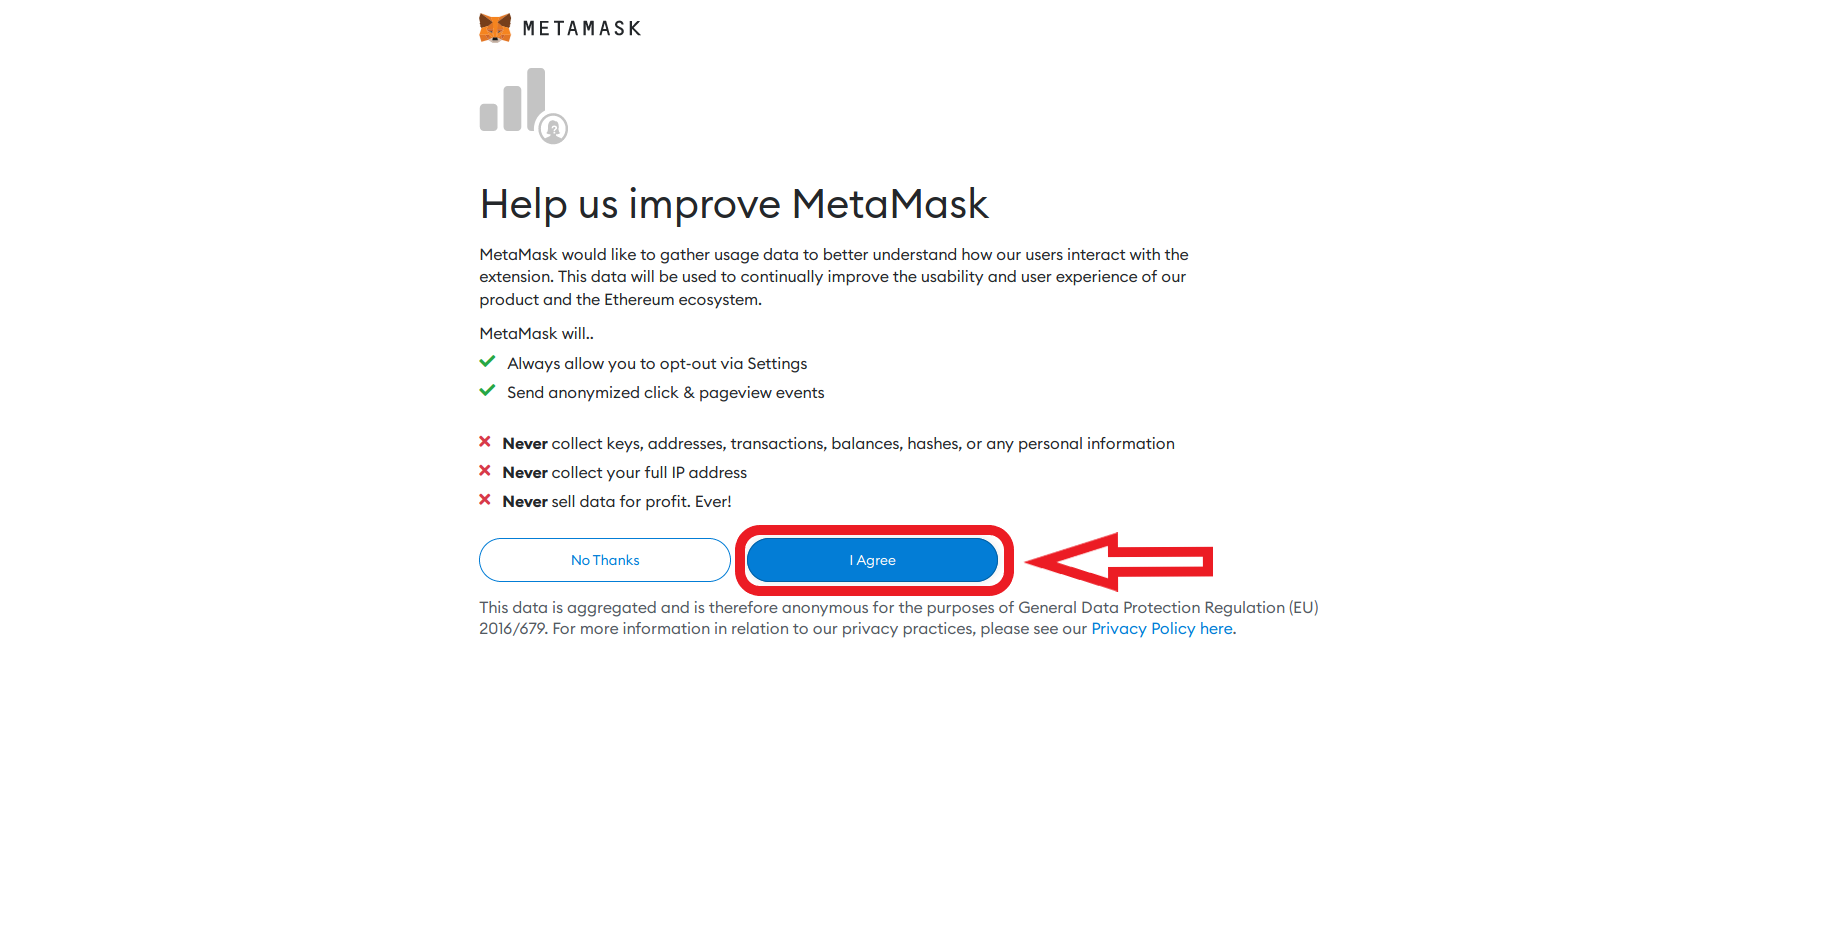 METAMASK
Help us improve MetaMask
MetaMask would like to gather usage data to better understand how our users interact with the
extension. This data will be used to continually improve the usability and user experience of our
product and the Ethereum ecosystem.
MetaMask will..
Always allow you to opt-out via Settings
Send anonymized click & pageview events
Never collect keys, addresses, transactions, balances, hashes, or any personal information
Never collect your full IP address
Never sell data for profit. Ever!
No Thanks
I Agree
This data is aggregated and is therefore anonymous for the purposes of General Data Protection Regulation (EU)
2016/679. For more information in relation to our privacy practices, please see our Privacy Policy here.